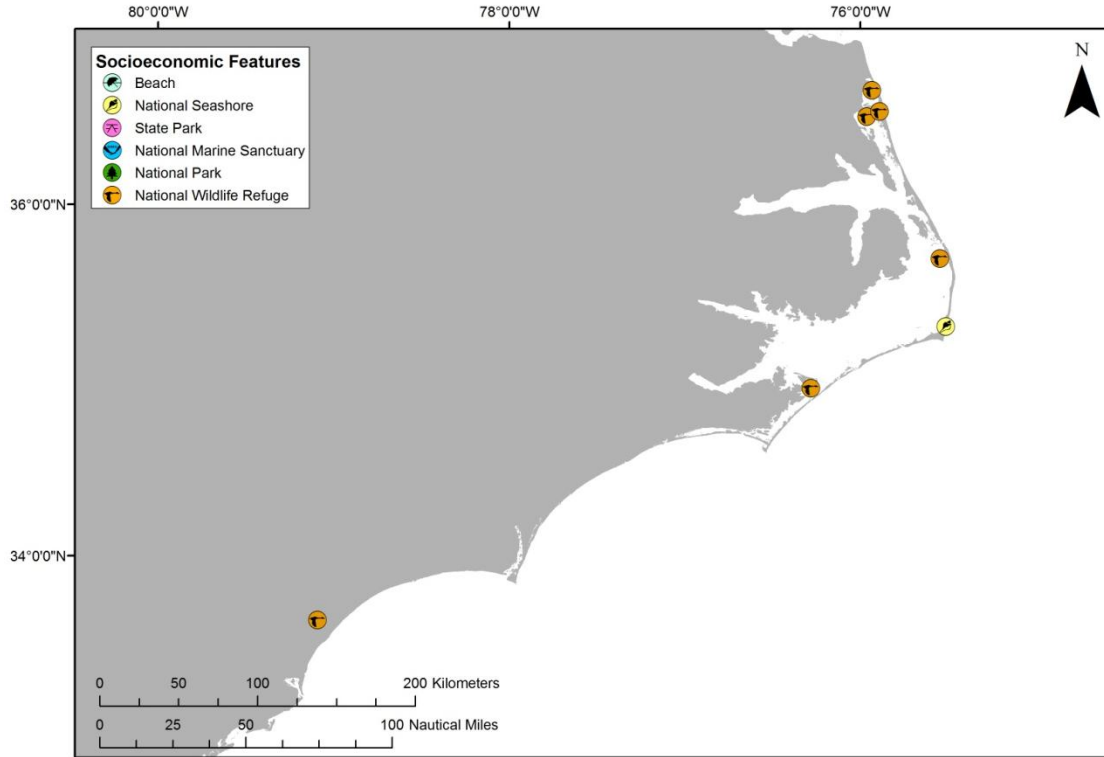 80°0'0"W 78°0'0"W 76°0'0"W
N
Socioeconomic Features
Beach
National Seashore
State Park
National Marine Sanctuary
National Park
National Wildlife Refuge
36°0'0"N
34°0'0"N
0 50 100 200 Kilometers
0 25 50 100 Nautical Miles